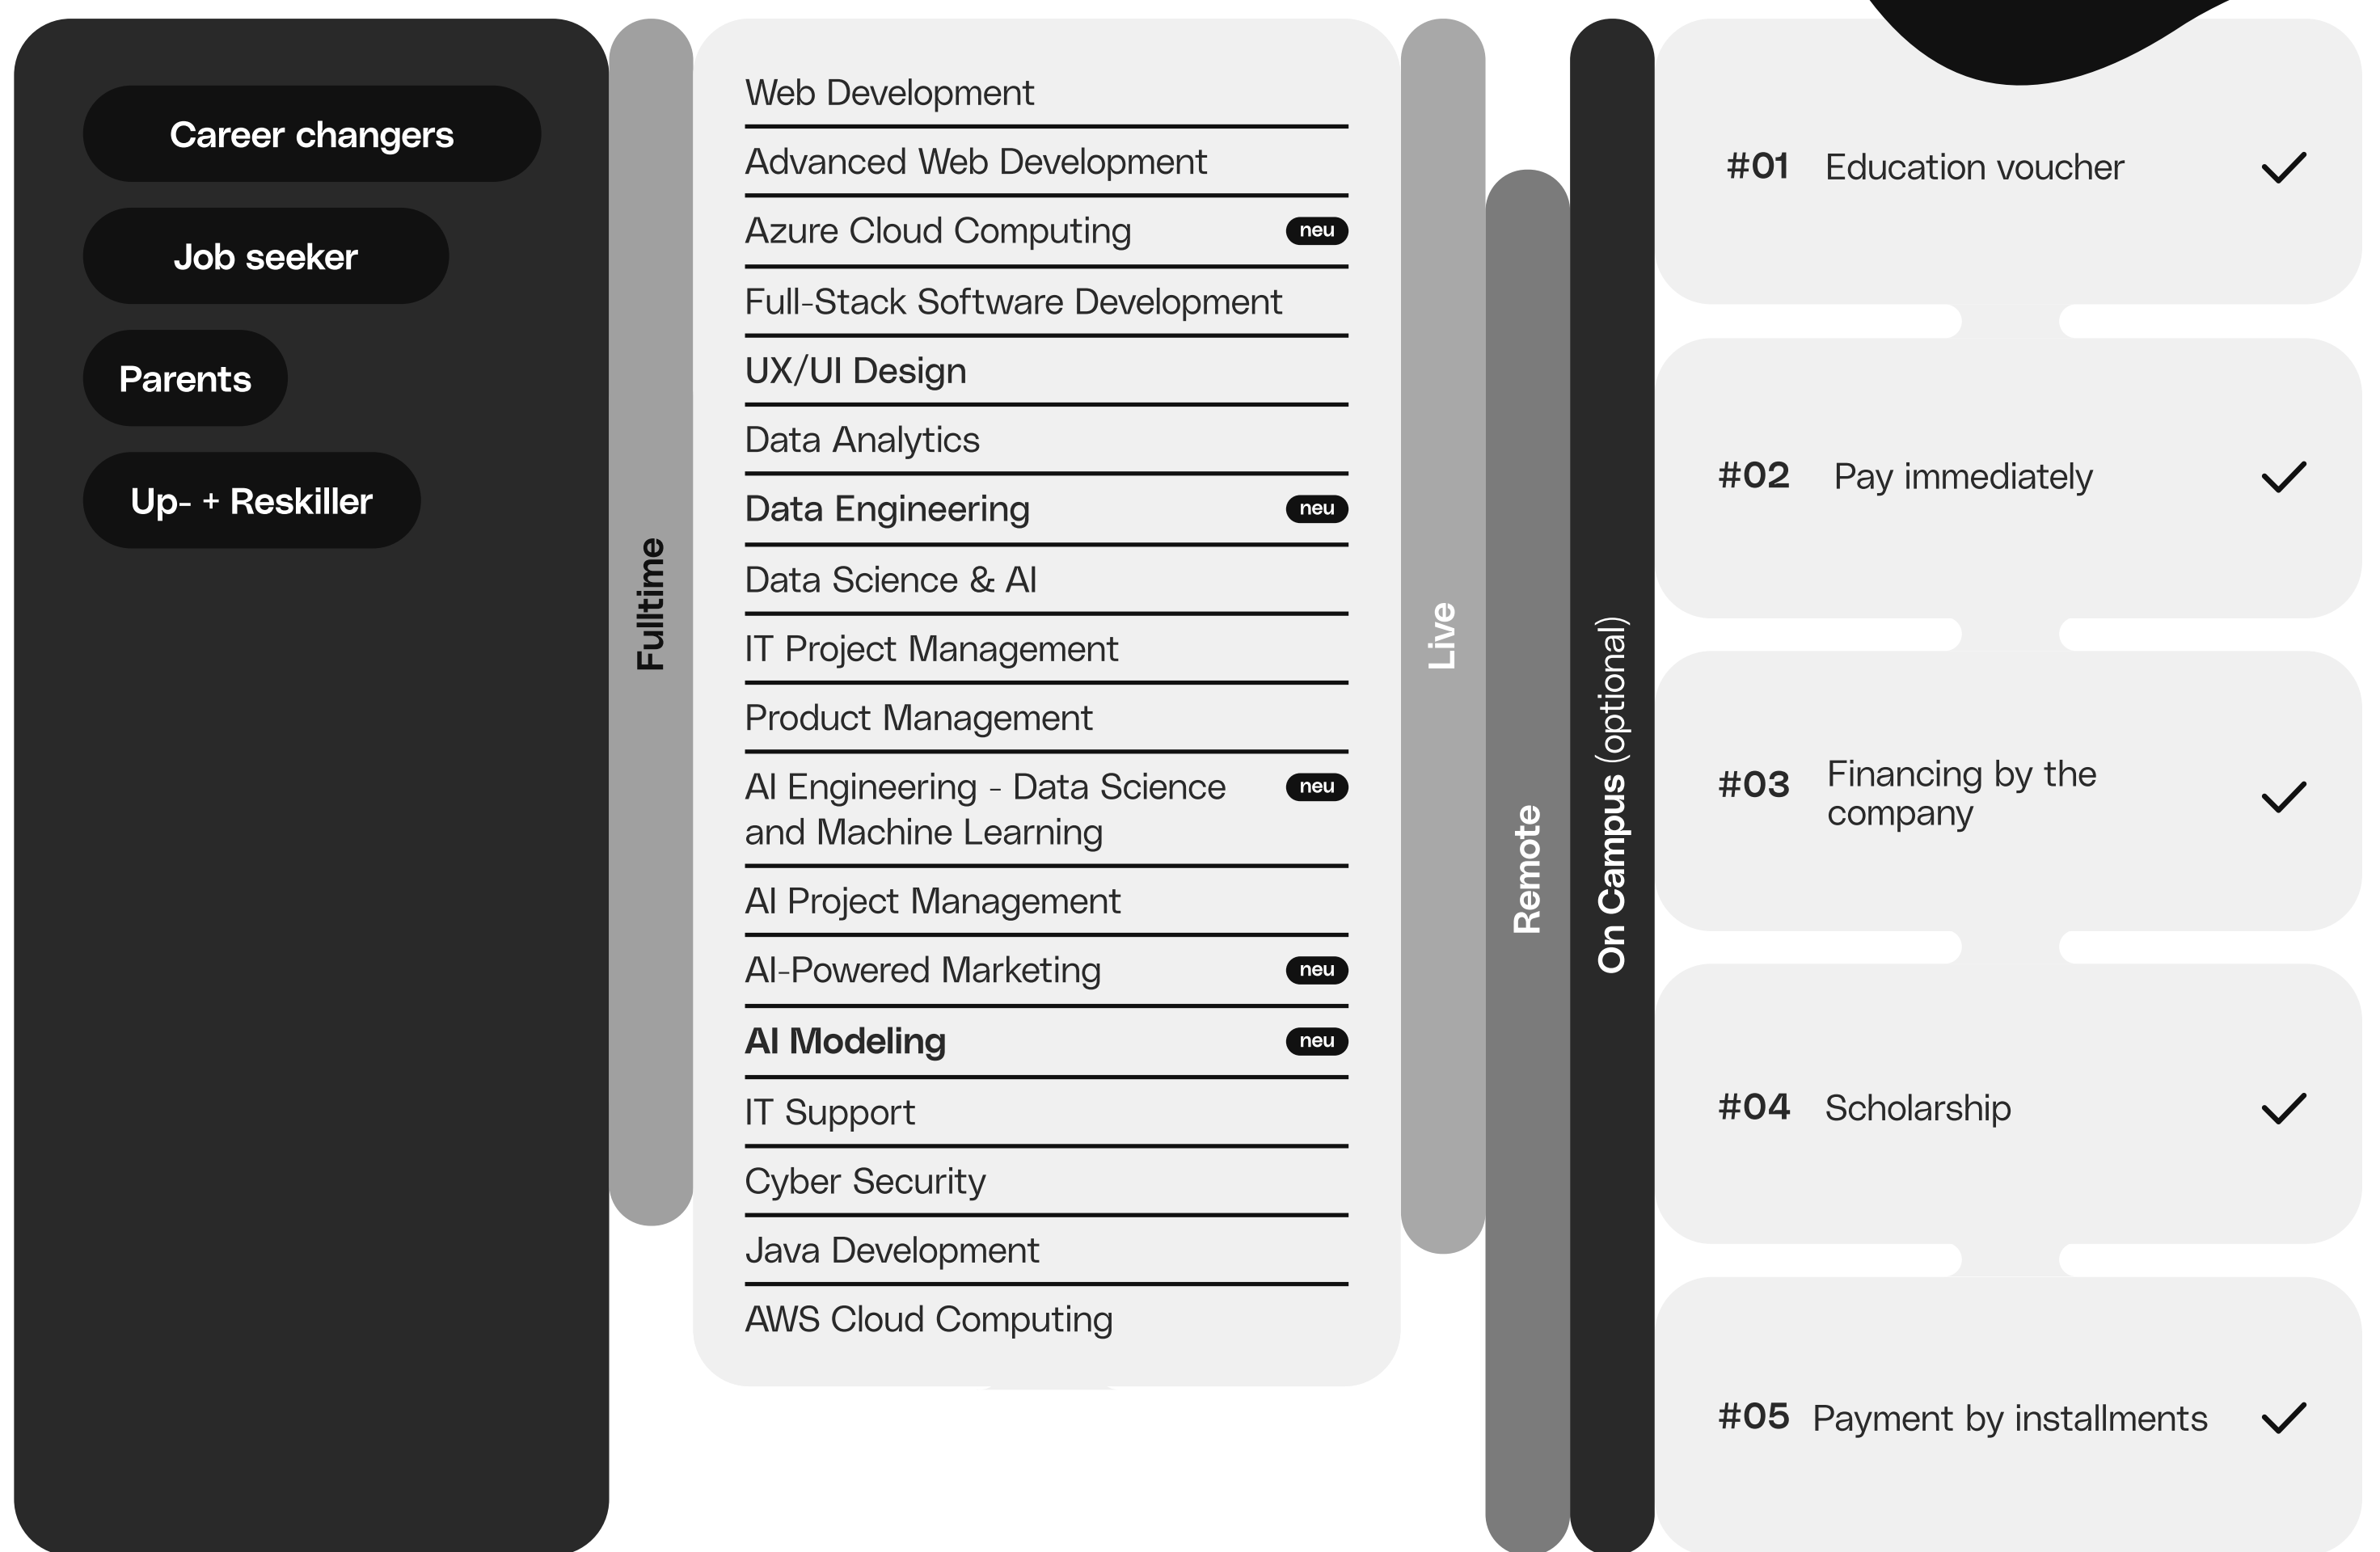 Career changers
Job seeker
Parents
Up- + Reskiller
Fulltime
Web Development
Advanced Web Development
Azure Cloud Computing neu
Full-Stack Software Development
UX/UI Design
Data Analytics
Data Engineering neu
Data Science & AI
IT Project Management
Product Management
AI Engineering - Data Science neu
and Machine Learning
AI Project Management
AI-Powered Marketing neu
AI Modeling neu
IT Support
Cyber Security
Java Development
AWS Cloud Computing
Live
Remote
On Campus (optional)
#01 Education voucher
#02 Pay immediately
#03 Financing by the
company
#04 Scholarship
#05 Payment by installments